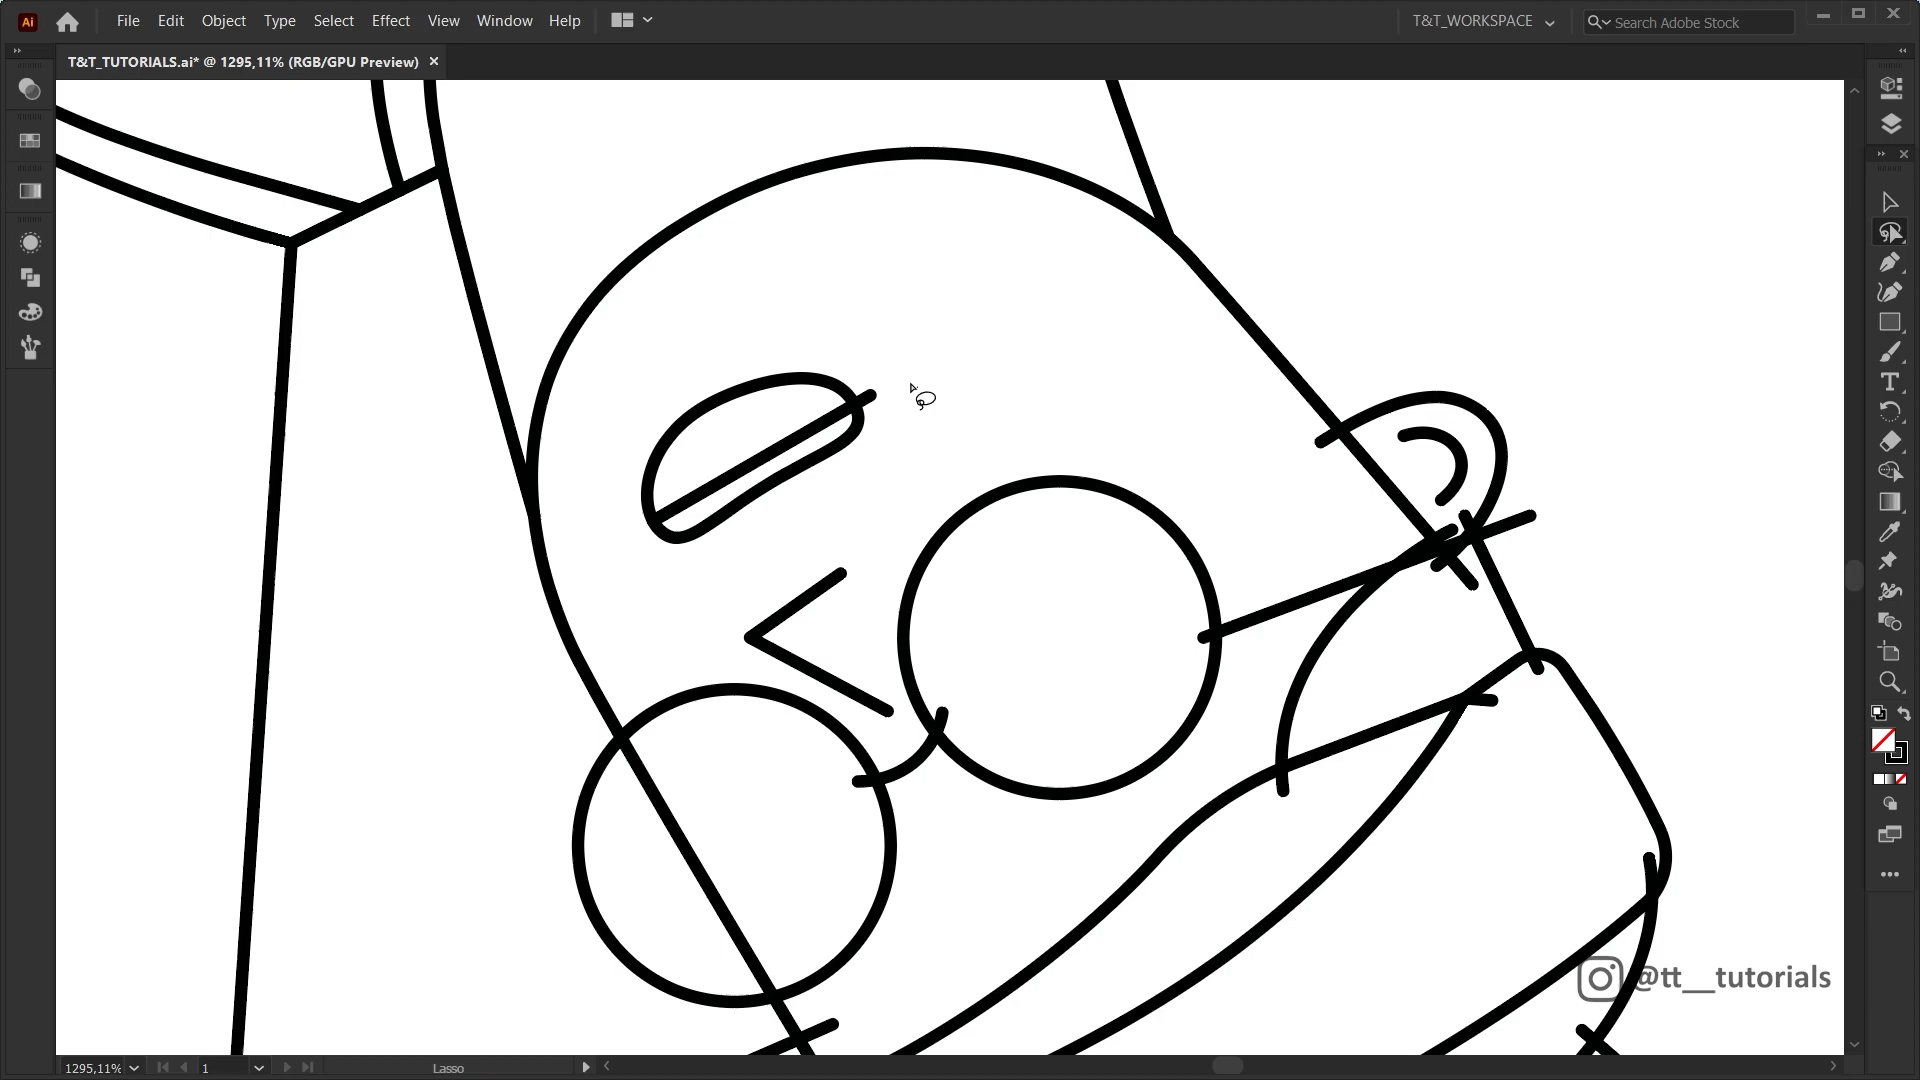 Ai File Edit Object Type Select Effect View Window Help T&T_WORKSPACE Search Adobe Stock
T&T_TUTORIALS.ai* @ 1295,11% (RGB/GPU Preview)
@tt__tutorials
1295,11% 1 Lasso